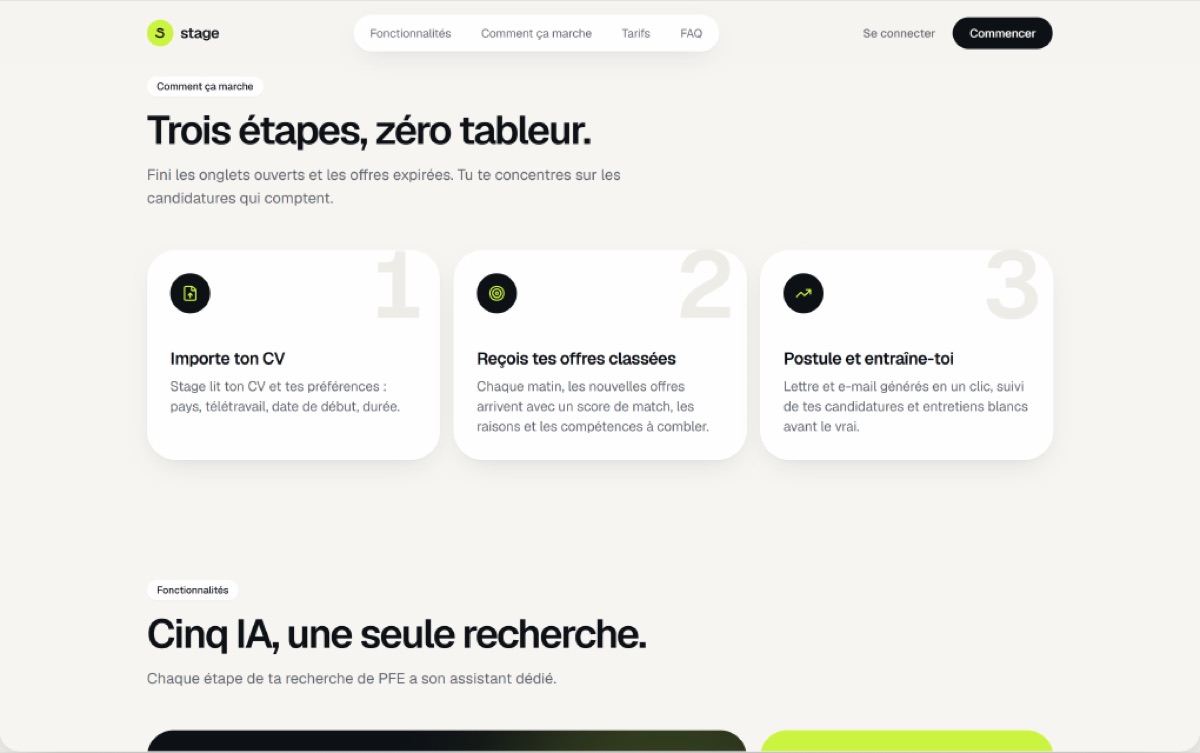 S stage
Fonctionnalités
Comment ça marche
Tarifs
FAQ
Se connecter
Commencer
Comment ça marche
Trois étapes, zéro tableur.
Fini les onglets ouverts et les offres expirées. Tu te concentres sur les
candidatures qui comptent.
1
Importe ton CV
Stage lit ton CV et tes préférences :
pays, télétravail, date de début, durée.
2
Reçois tes offres classées
Chaque matin, les nouvelles offres
arrivent avec un score de match, les
raisons et les compétences à combler.
3
Postule et entraîne-toi
Lettre et e-mail générés en un clic, suivi
de tes candidatures et entretiens blancs
avant le vrai.
Fonctionnalités
Cinq IA, une seule recherche.
Chaque étape de ta recherche de PFE a son assistant dédié.